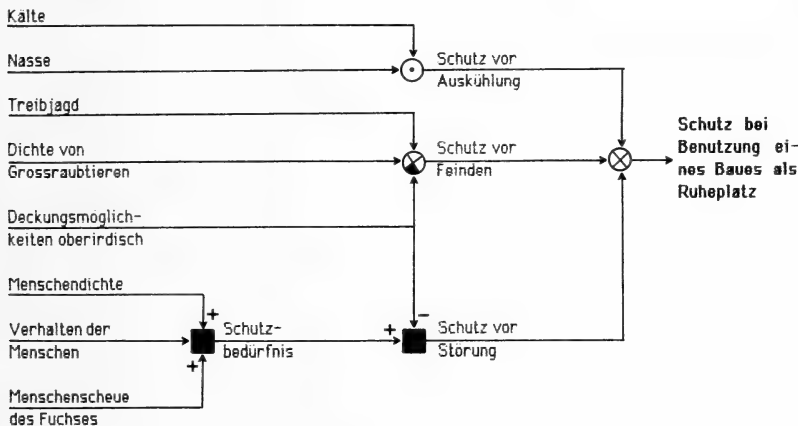 Kälte
Nasse
Schutz vor
Auskühlung
Treibjagd
Dichte von
Grossraubtieren
Schutz vor
Feinden
Schutz bei
Benutzung ei-
nes Baues als
Ruheplatz
Deckungsmöglich-
keiten oberirdisch
Menschendichte
+
Verhalten der
Menschen
+
Schutz-
bedürfnis
+
−
Schutz vor
Störung
Menschenscheue
des Fuchses